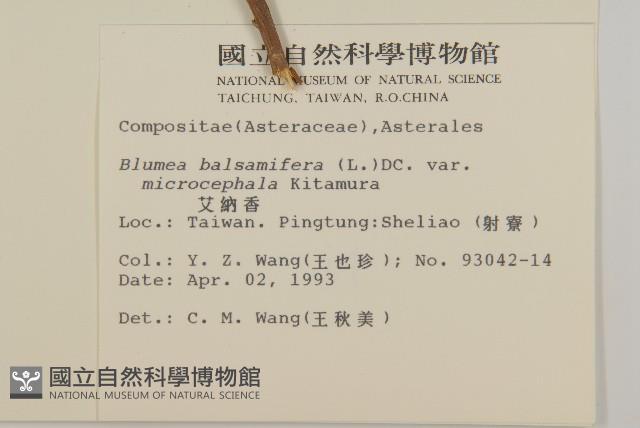 國立自然科學博物館
NATIONAL MUSEUM OF NATURAL SCIENCE
TAICHUNG, TAIWAN, R.O.CHINA
Compositae(Asteraceae),Asterales
Blumea balsamifera (L.)DC. var.
microcephala Kitamura
艾納香
Loc.: Taiwan. Pingtung:Sheliao (射寮)
Col.: Y. Z. Wang(王也珍); No. 93042-14
Date: Apr. 02, 1993
Det.: C. M. Wang(王秋美)
國立自然科學博物館
NATIONAL MUSEUM OF NATURAL SCIENCE